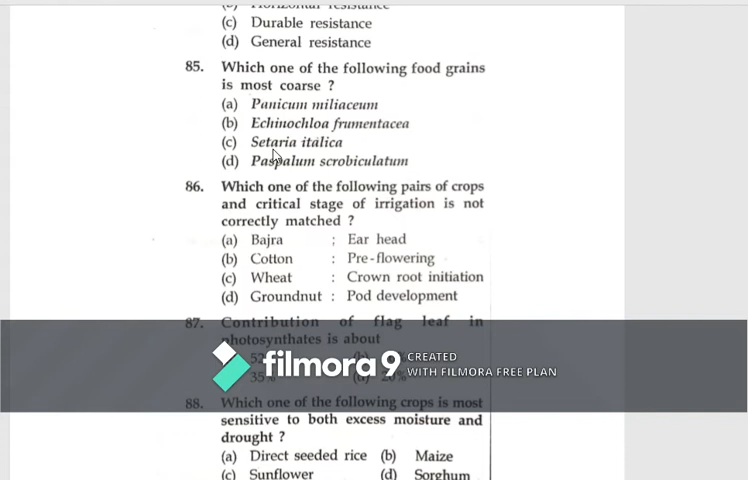 (c) Durable resistance
(d) General resistance
85. Which one of the following food grains
is most coarse ?
(a) Panicum miliaceum
(b) Echinochloa frumentacea
(c) Setaria italica
(d) Paspalum scrobiculatum
86. Which one of the following pairs of crops
and critical stage of irrigation is not
correctly matched ?
(a) Bajra : Ear head
(b) Cotton : Pre-flowering
(c) Wheat : Crown root initiation
(d) Groundnut : Pod development
87. Contribution of flag leaf in
photosynthates is about
filmora 9 CREATED
WITH FILMORA FREE PLAN
35%
88. Which one of the following crops is most
sensitive to both excess moisture and
drought ?
(a) Direct seeded rice (b) Maize
(c) Sunflower (d) Sorghum